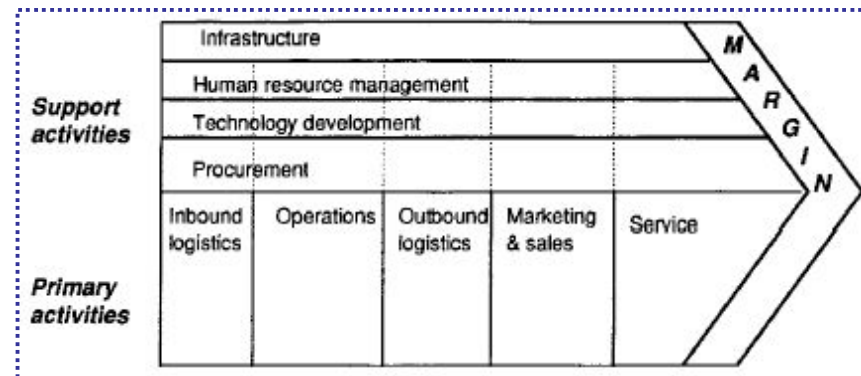 Infrastructure
Human resource management
Support
activities
Technology development
Procurement
Inbound
logistics
Operations
Outbound
logistics
Marketing
& sales
Service
Primary
activities
MARGIN